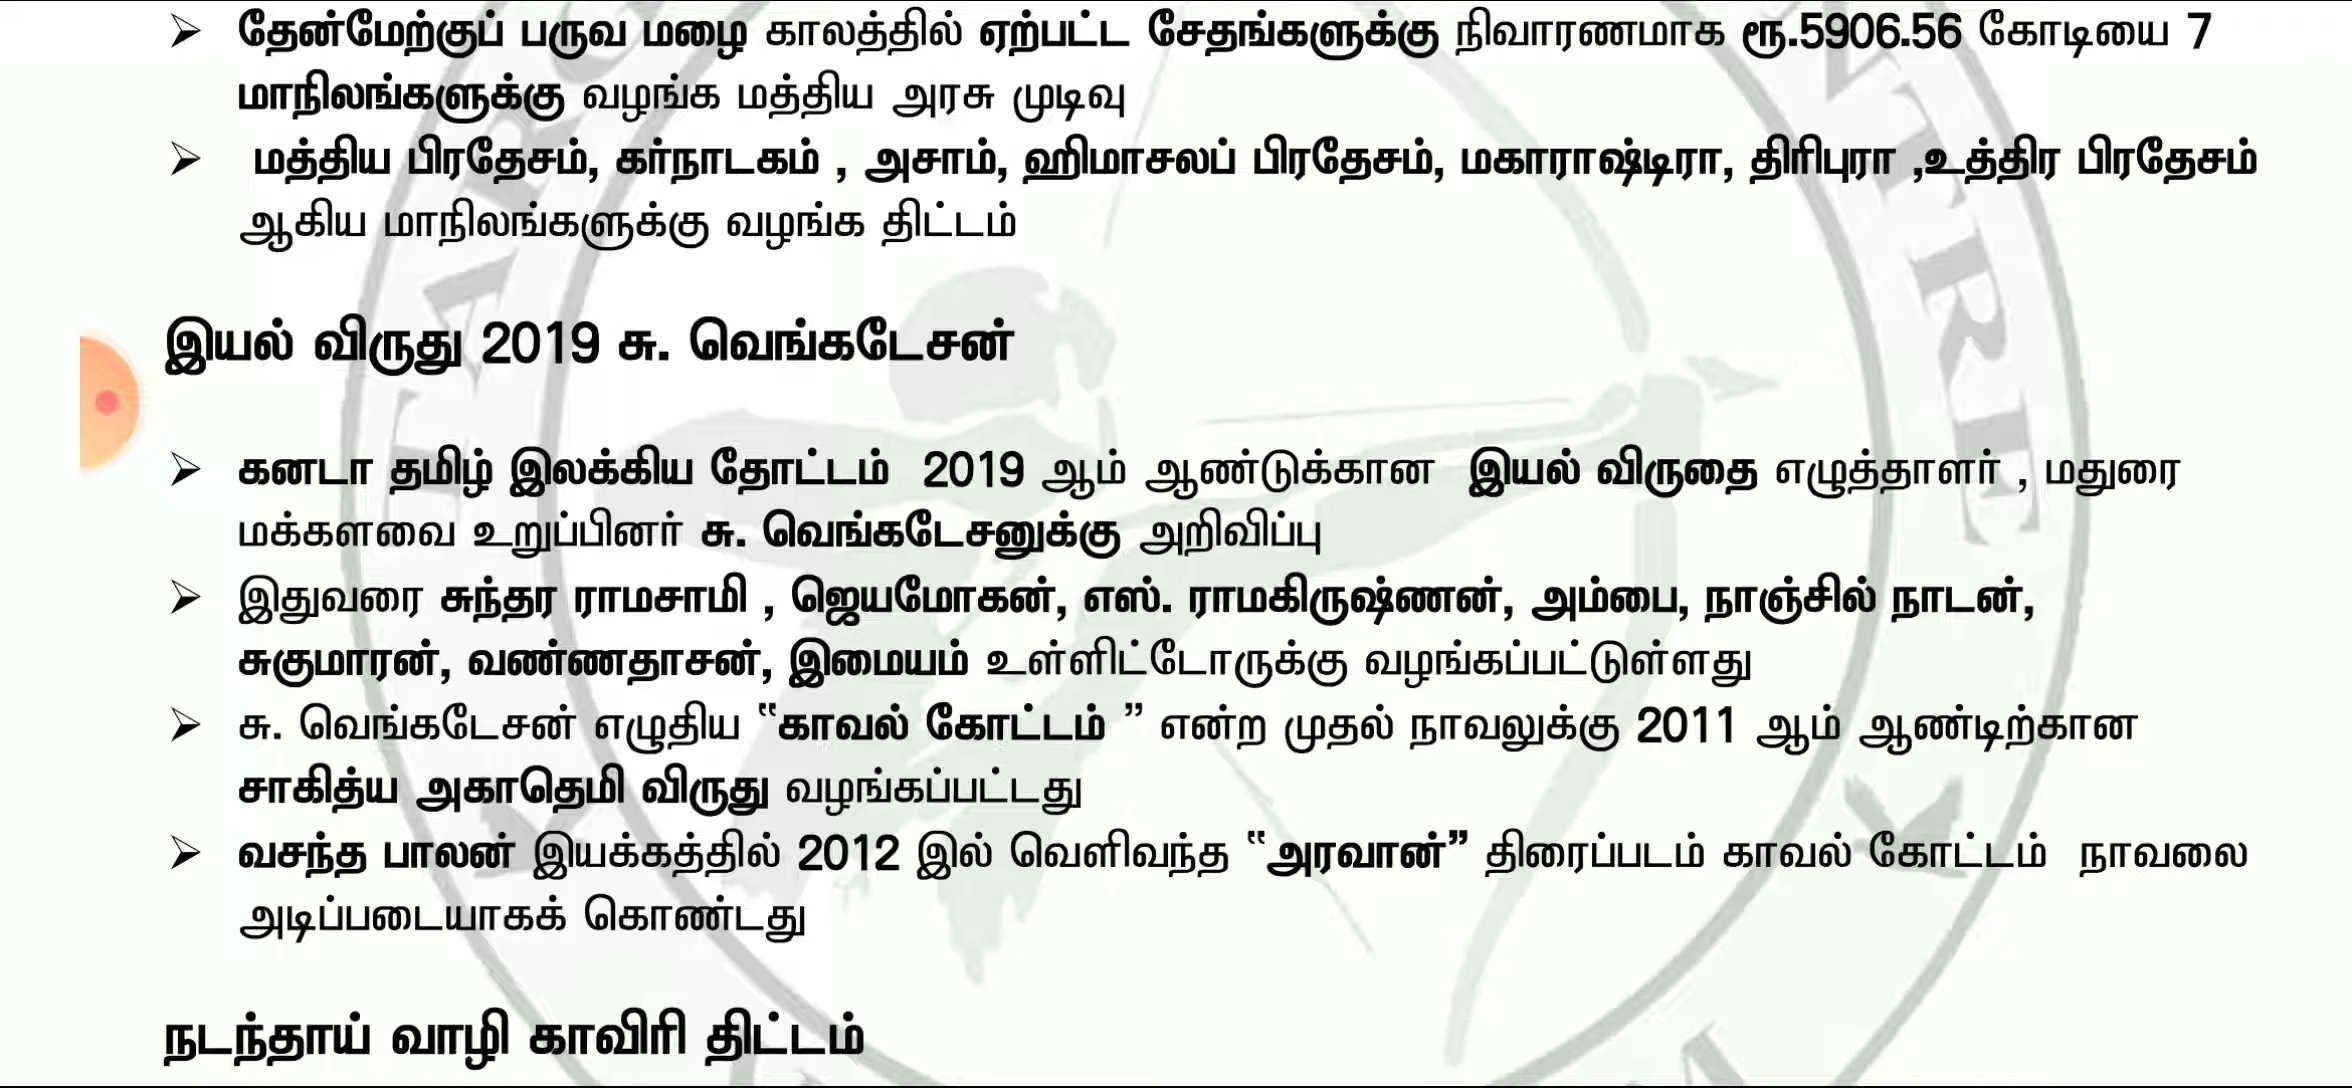 ➢ தேன்மேற்குப் பருவ மழை காலத்தில் ஏற்பட்ட சேதங்களுக்கு நிவாரணமாக ரூ.5906.56 கோடியை 7
மாநிலங்களுக்கு வழங்க மத்திய அரசு முடிவு
➢ மத்திய பிரதேசம், கர்நாடகம் , அசாம், ஹிமாசலப் பிரதேசம், மகாராஷ்டிரா, திரிபுரா ,உத்திர பிரதேசம்
ஆகிய மாநிலங்களுக்கு வழங்க திட்டம்
இயல் விருது 2019 சு. வெங்கடேசன்
➢ கனடா தமிழ் இலக்கிய தோட்டம் 2019 ஆம் ஆண்டுக்கான இயல் விருதை எழுத்தாளர் , மதுரை
மக்களவை உறுப்பினர் சு. வெங்கடேசனுக்கு அறிவிப்பு
➢ இதுவரை சுந்தர ராமசாமி , ஜெயமோகன், எஸ். ராமகிருஷ்ணன், அம்பை, நாஞ்சில் நாடன்,
சுகுமாரன், வண்ணதாசன், இமையம் உள்ளிட்டோருக்கு வழங்கப்பட்டுள்ளது
➢ சு. வெங்கடேசன் எழுதிய “காவல் கோட்டம் ” என்ற முதல் நாவலுக்கு 2011 ஆம் ஆண்டிற்கான
சாகித்ய அகாதெமி விருது வழங்கப்பட்டது
➢ வசந்த பாலன் இயக்கத்தில் 2012 இல் வெளிவந்த “அரவான்” திரைப்படம் காவல் கோட்டம் நாவலை
அடிப்படையாகக் கொண்டது
நடந்தாய் வாழி காவிரி திட்டம்